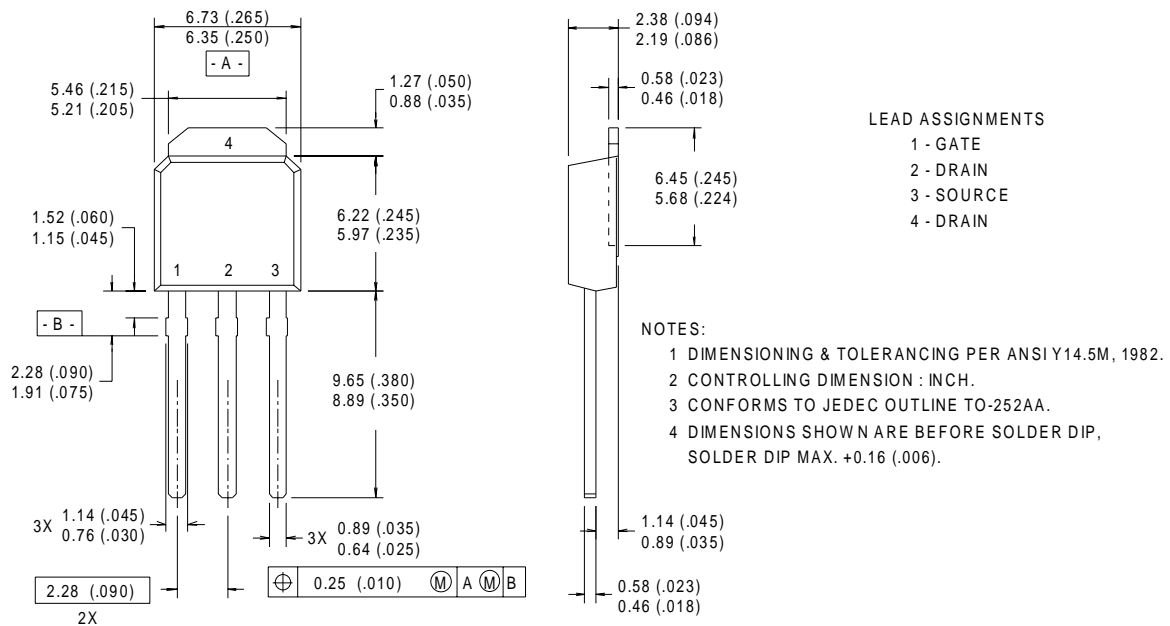 6.73 (.265)
6.35 (.250)
- A -
5.46 (.215)
5.21 (.205)
1.27 (.050)
0.88 (.035)
4
1.52 (.060)
1.15 (.045)
6.22 (.245)
5.97 (.235)
1 2 3
- B -
2.28 (.090)
1.91 (.075)
9.65 (.380)
8.89 (.350)
3X 1.14 (.045)
0.76 (.030)
3X 0.89 (.035)
0.64 (.025)
2.28 (.090)
2X
⌖ 0.25 (.010) Ⓜ A Ⓜ B
2.38 (.094)
2.19 (.086)
0.58 (.023)
0.46 (.018)
6.45 (.245)
5.68 (.224)
1.14 (.045)
0.89 (.035)
0.58 (.023)
0.46 (.018)
LEAD ASSIGNMENTS
1 - GATE
2 - DRAIN
3 - SOURCE
4 - DRAIN
NOTES:
1 DIMENSIONING & TOLERANCING PER ANSI Y14.5M, 1982.
2 CONTROLLING DIMENSION : INCH.
3 CONFORMS TO JEDEC OUTLINE TO-252AA.
4 DIMENSIONS SHOWN ARE BEFORE SOLDER DIP,
SOLDER DIP MAX. +0.16 (.006).